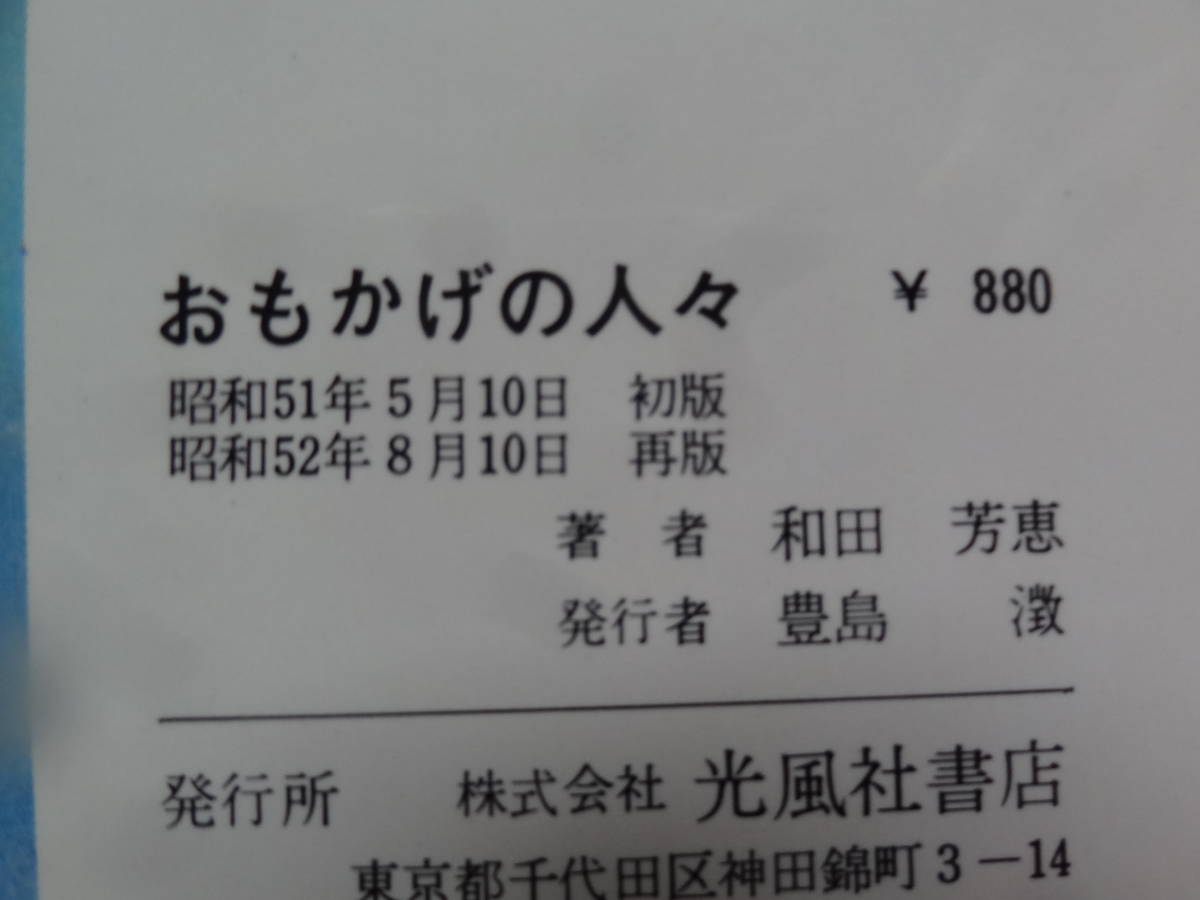 おもかげの人々 ¥ 880
昭和51年5月10日 初版
昭和52年8月10日 再版
著者 和田 芳恵
発行者 豊島 澂
発行所 株式会社 光風社書店
東京都千代田区神田錦町3-14